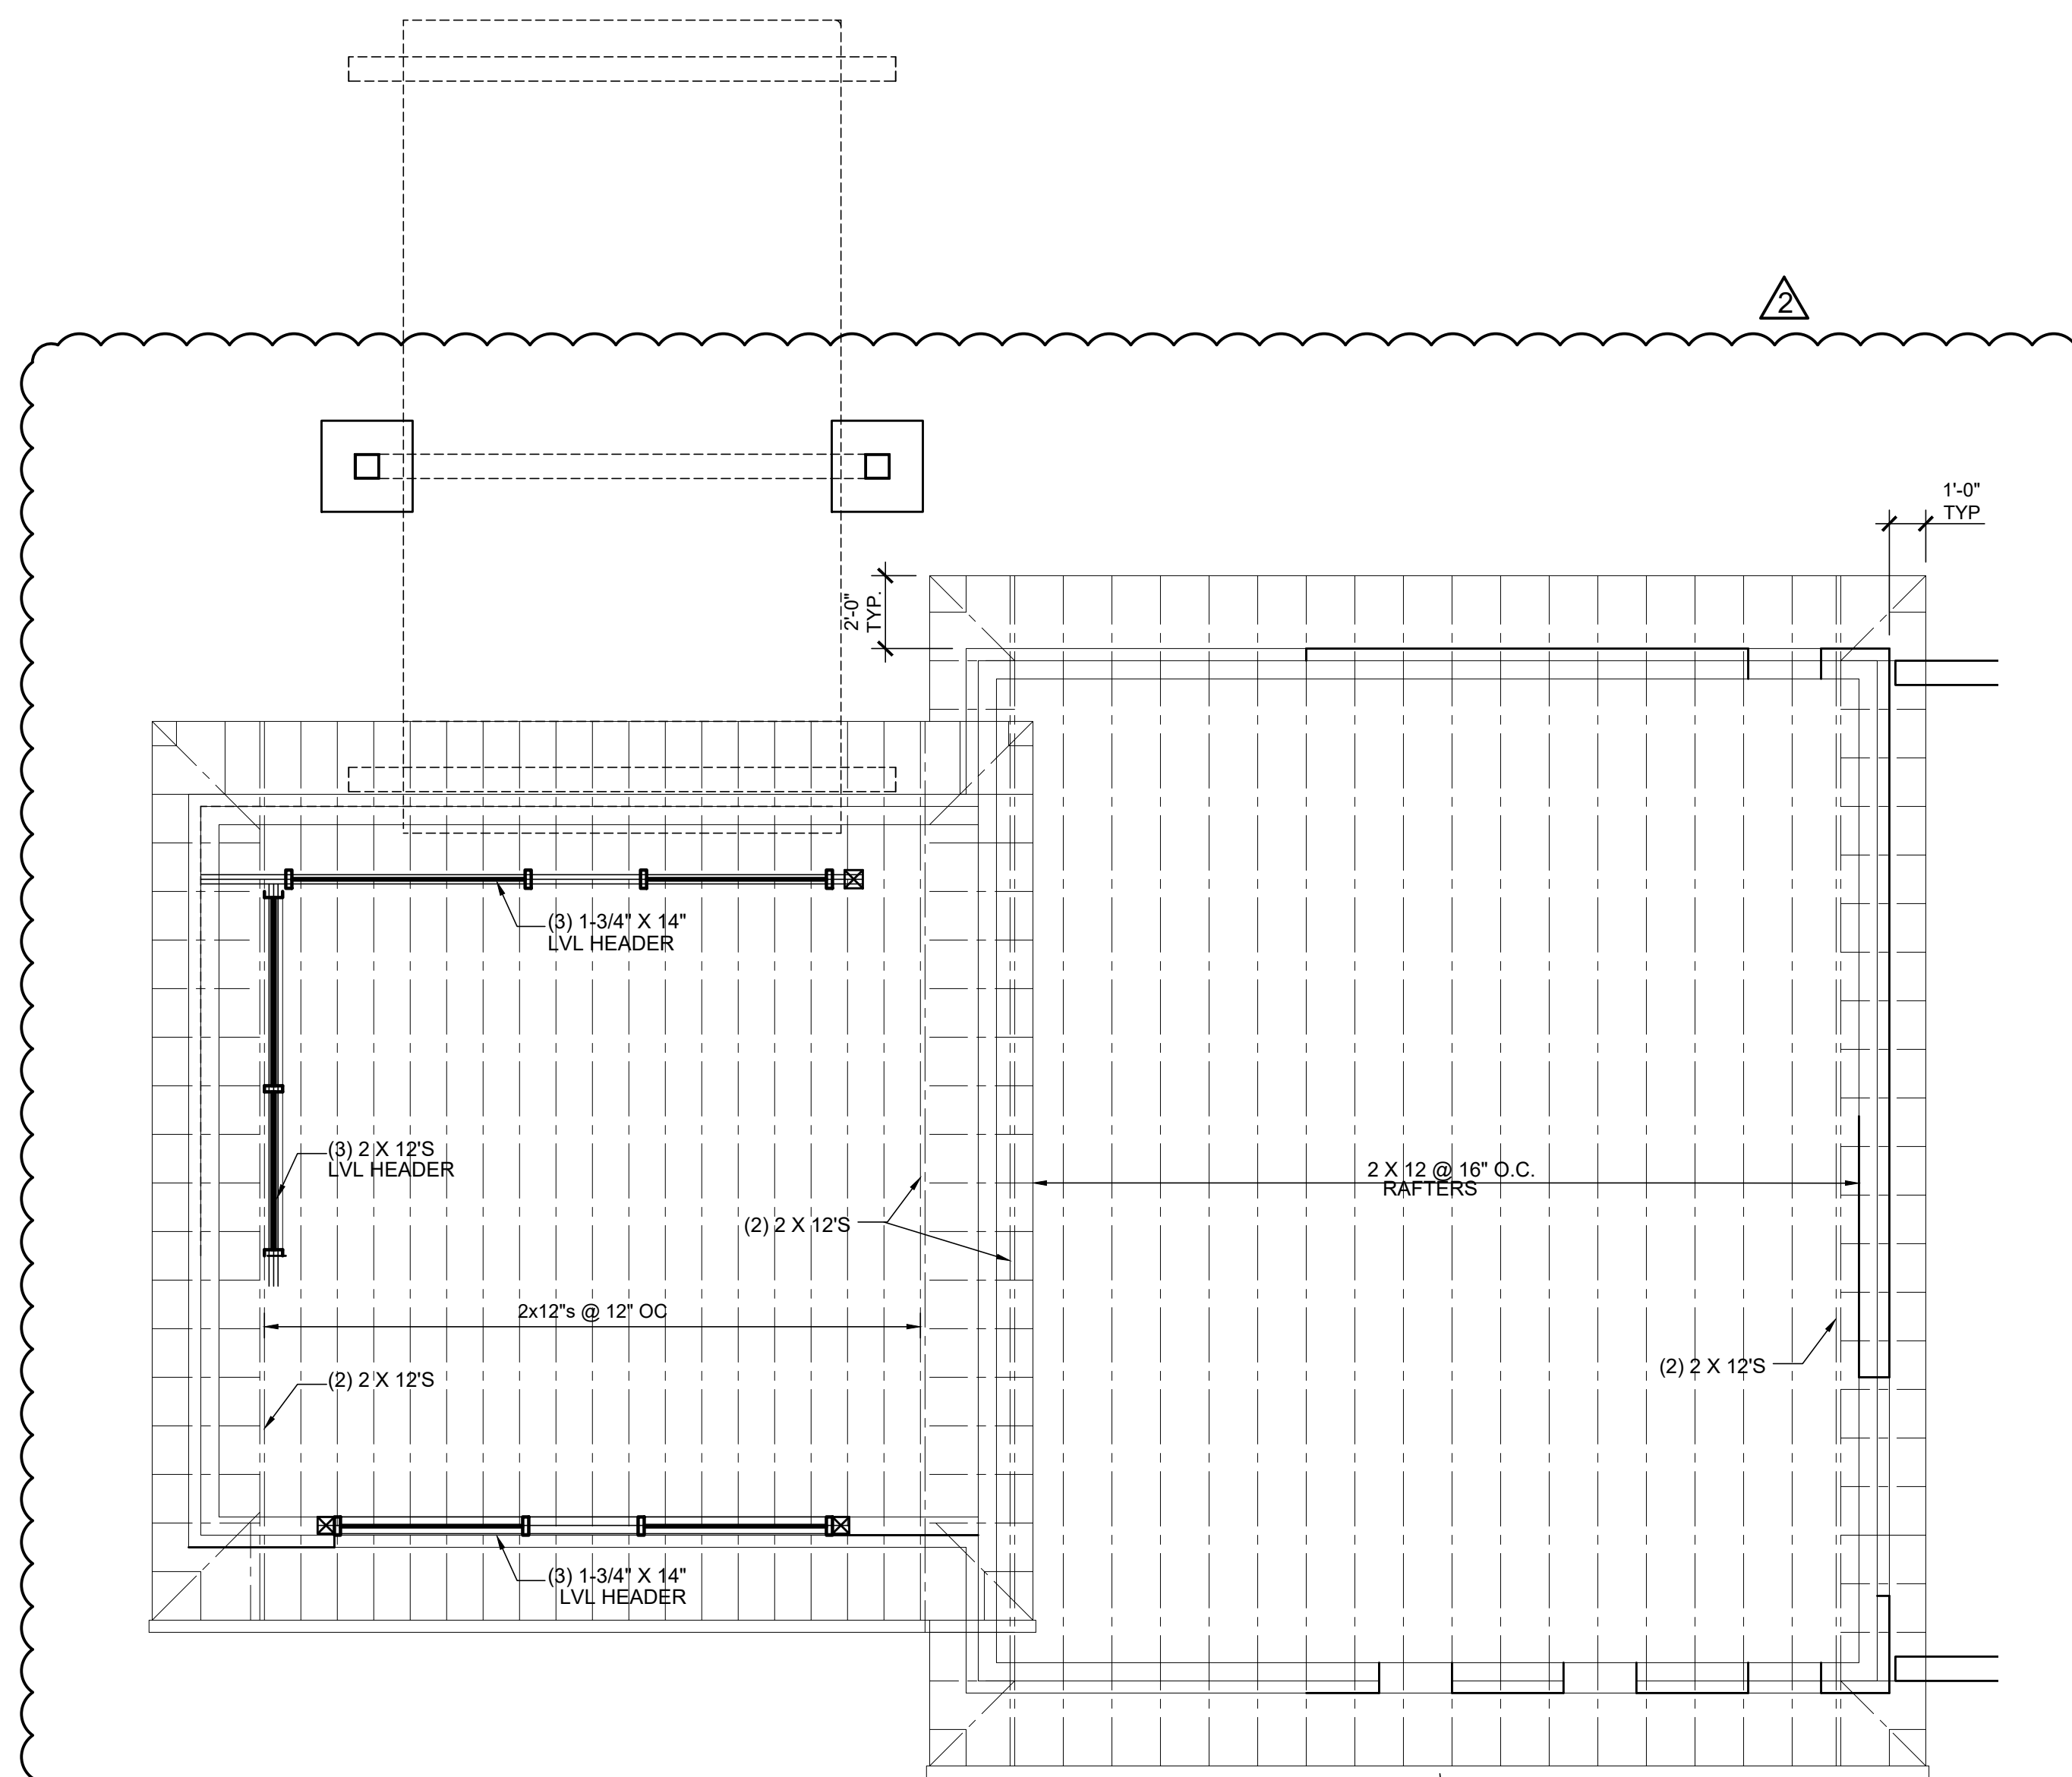 2
1'-0"
TYP
2'-0"
TYP.
(3) 1-3/4" X 14"
LVL HEADER
(3) 2 X 12'S
LVL HEADER
2 X 12 @ 16" O.C.
RAFTERS
(2) 2 X 12'S
2x12"s @ 12" OC
(2) 2 X 12'S
(2) 2 X 12'S
(3) 1-3/4" X 14"
LVL HEADER